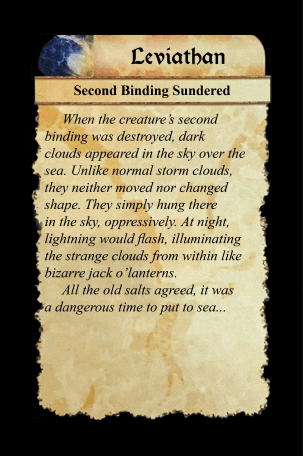 Leviathan
Second Binding Sundered
When the creature's second
binding was destroyed, dark
clouds appeared in the sky over the
sea. Unlike normal storm clouds,
they neither moved nor changed
shape. They simply hung there
in the sky, oppressively. At night,
lightning would flash, illuminating
the strange clouds from within like
bizarre jack o'lanterns.
All the old salts agreed, it was
a dangerous time to put to sea...